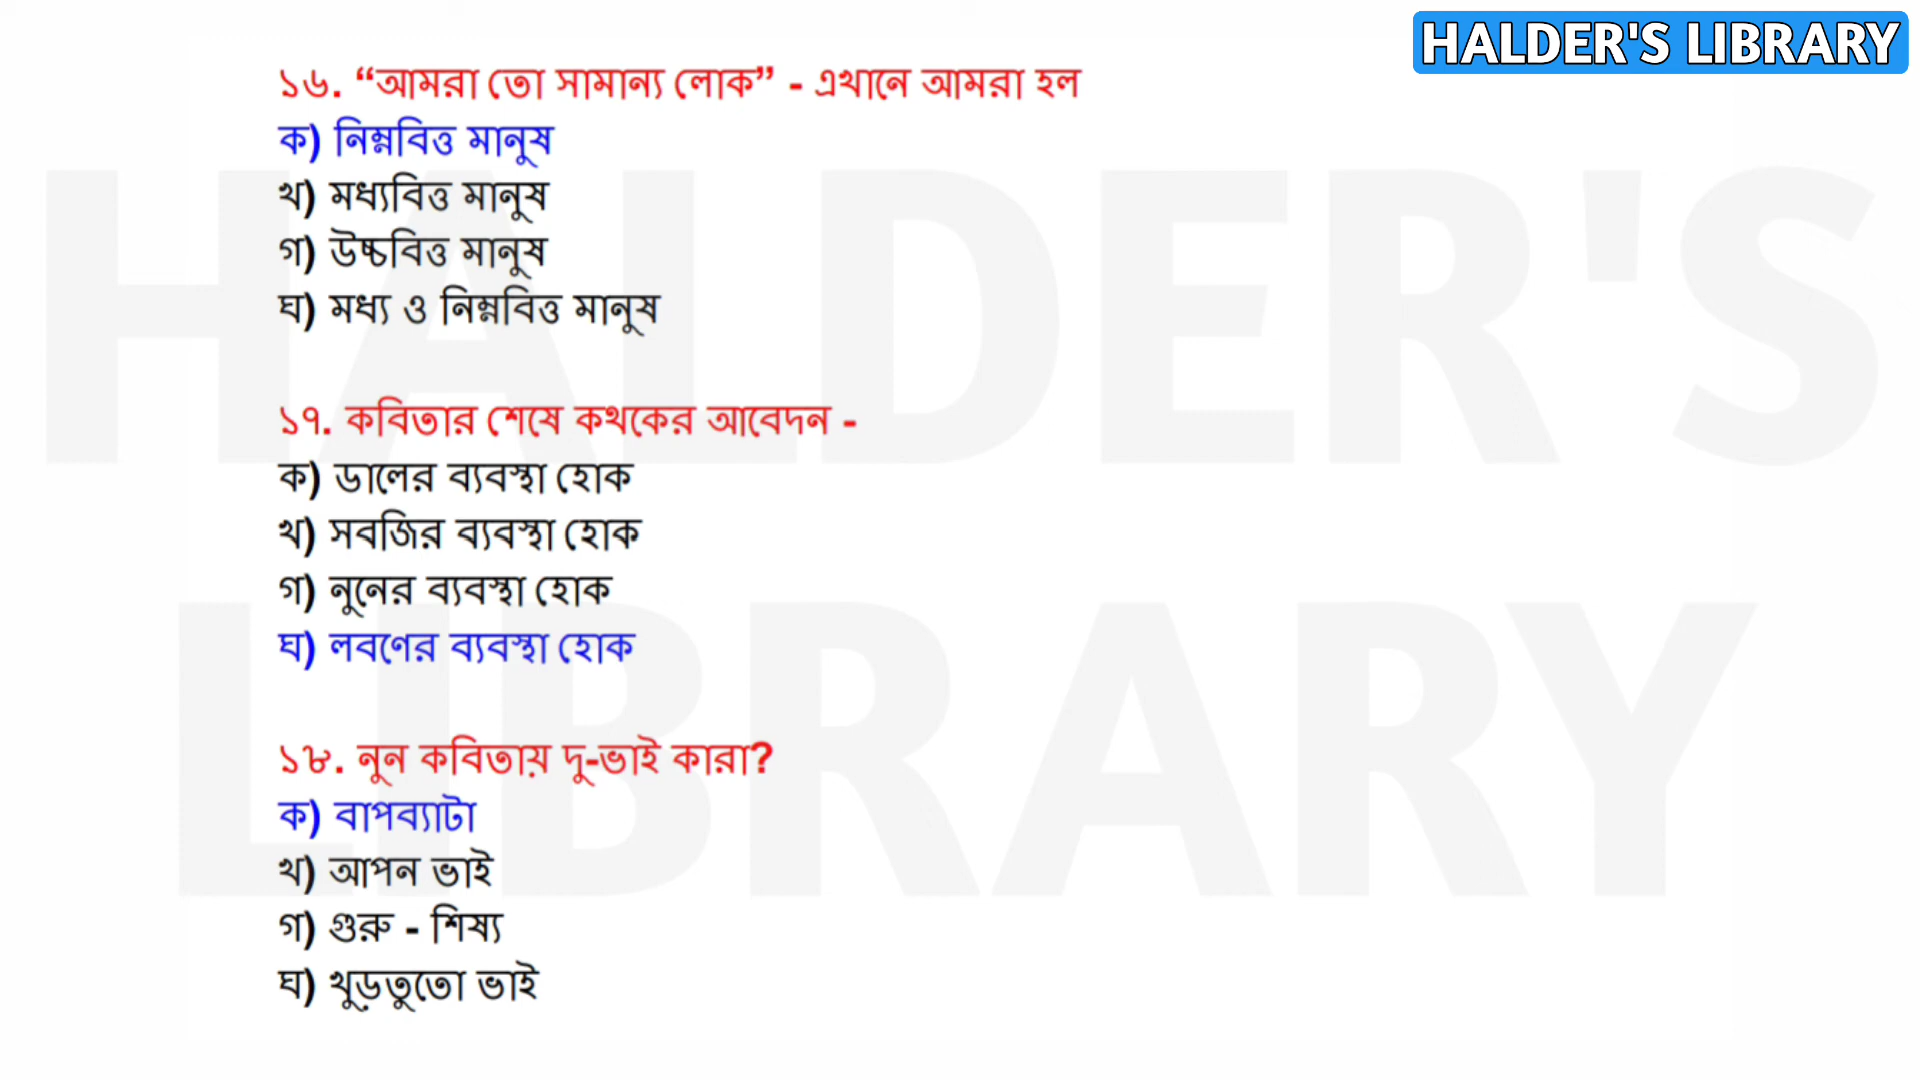 HALDER'S LIBRARY
১৬. “আমরা তো সামান্য লোক” - এখানে আমরা হল
ক) নিম্নবিত্ত মানুষ
খ) মধ্যবিত্ত মানুষ
গ) উচ্চবিত্ত মানুষ
ঘ) মধ্য ও নিম্নবিত্ত মানুষ
১৭. কবিতার শেষে কথকের আবেদন -
ক) ডালের ব্যবস্থা হোক
খ) সবজির ব্যবস্থা হোক
গ) নুনের ব্যবস্থা হোক
ঘ) লবণের ব্যবস্থা হোক
১৮. নুন কবিতায় দু-ভাই কারা?
ক) বাপব্যাটা
খ) আপন ভাই
গ) গুরু - শিষ্য
ঘ) খুড়তুতো ভাই
HALDER'S
LIBRARY